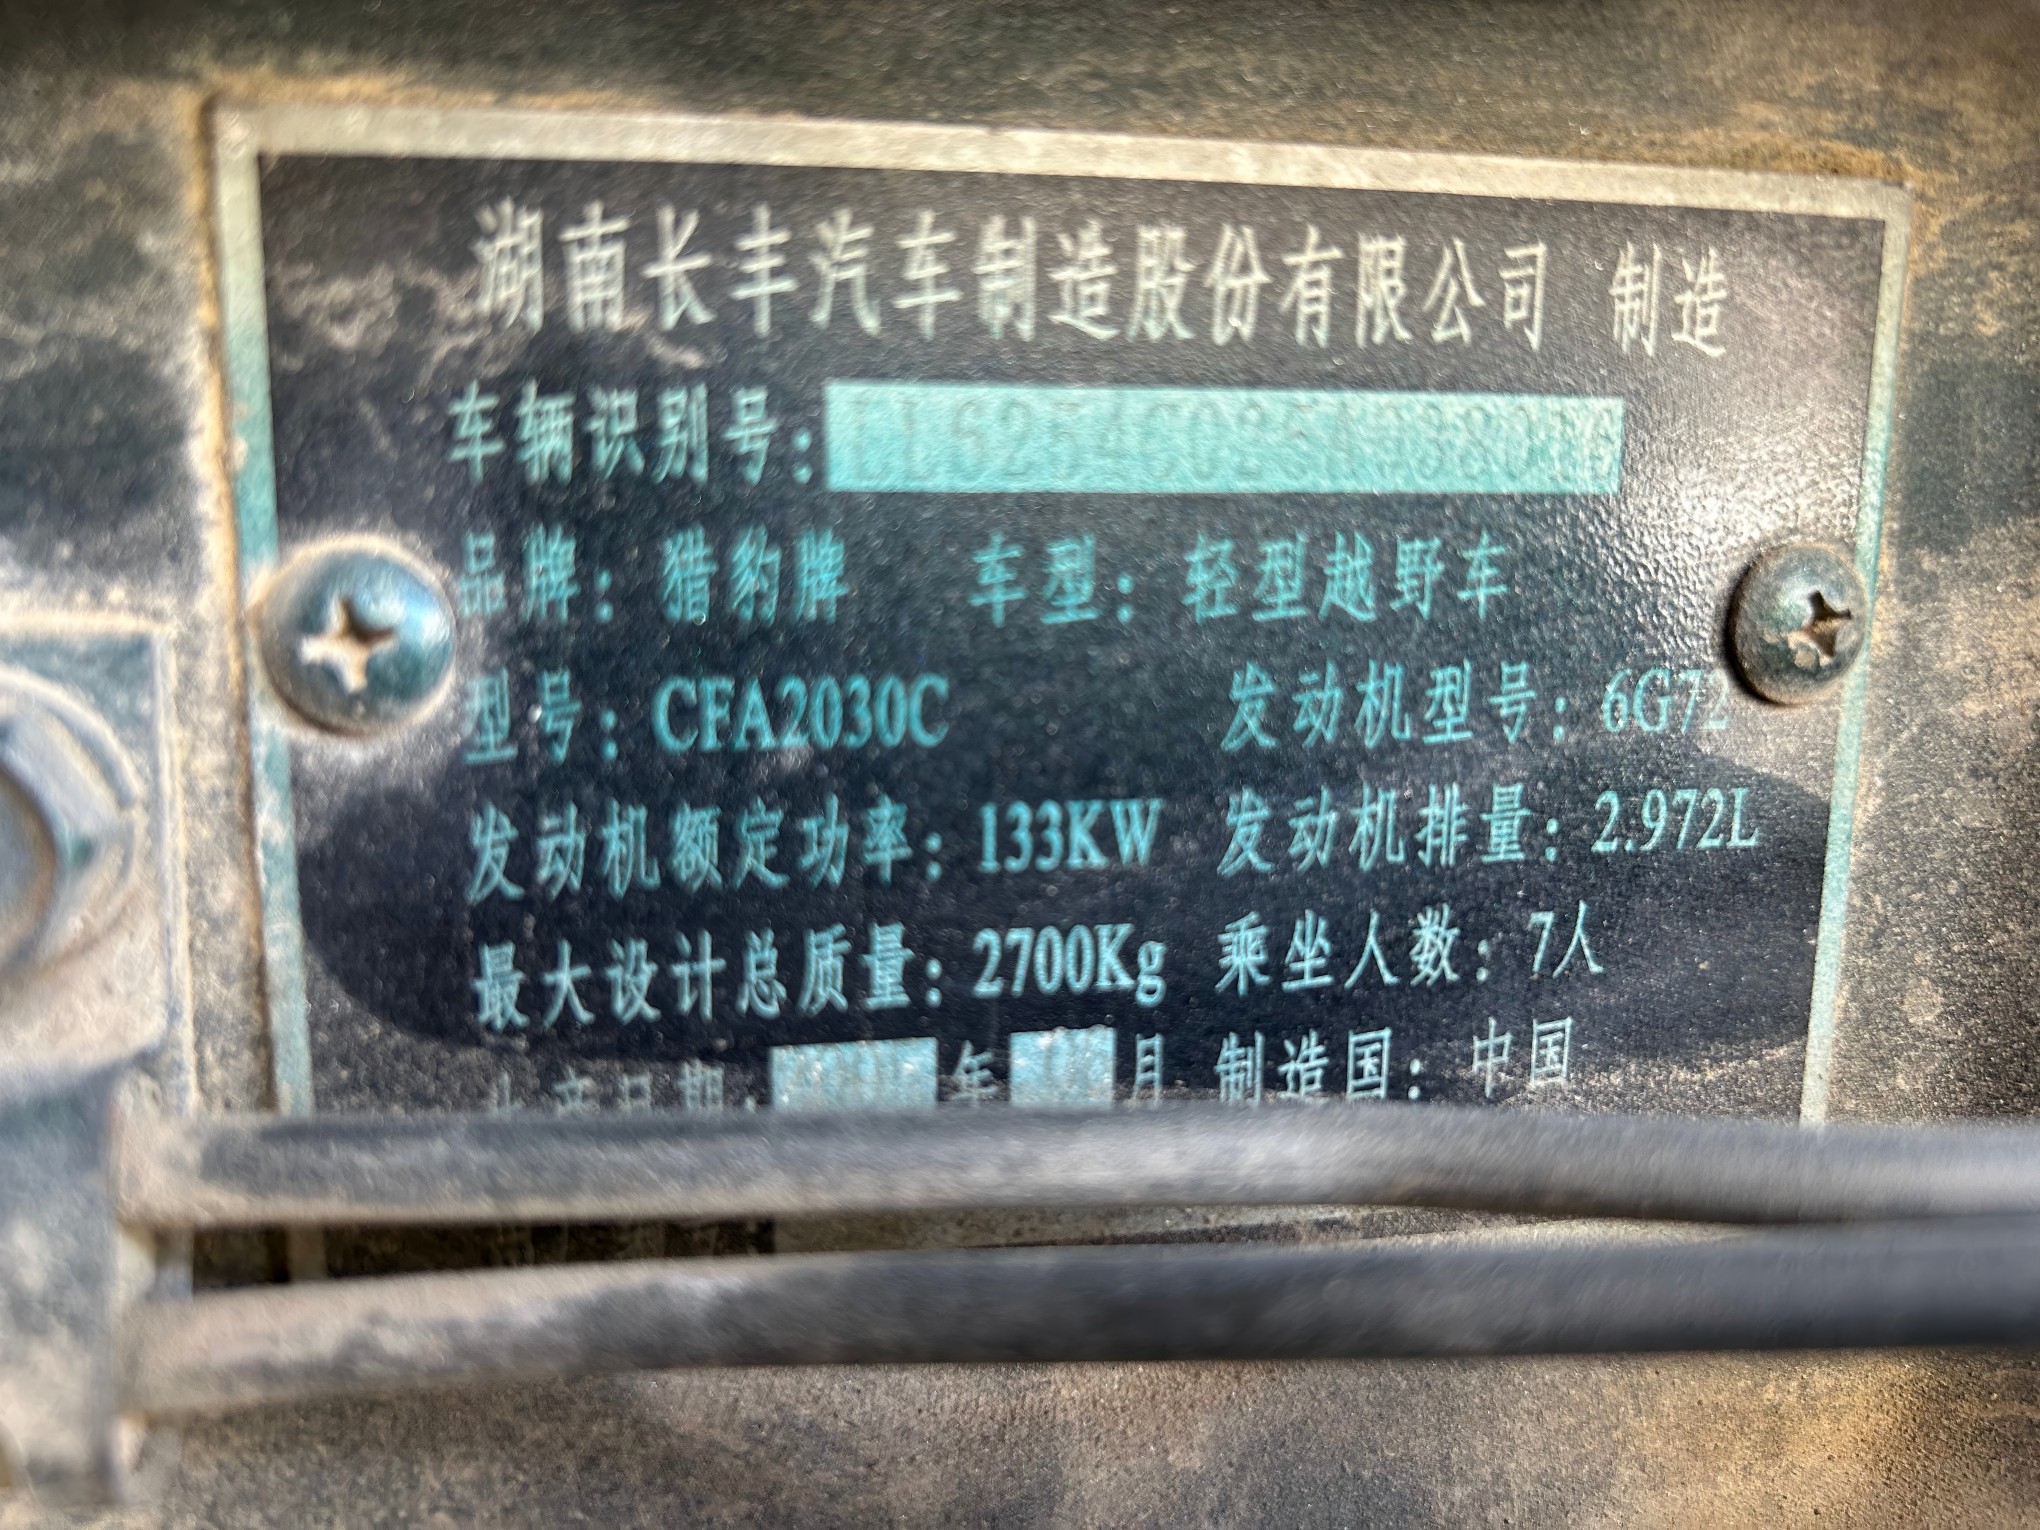 湖南长丰汽车制造股份有限公司 制造
车辆识别号：
品牌：猎豹牌 车型：轻型越野车
型号：CFA2030C 发动机型号：6G72
发动机额定功率：133KW 发动机排量：2.972L
最大设计总质量：2700Kg 乘坐人数：7人
生产日期： 年 月 制造国：中国